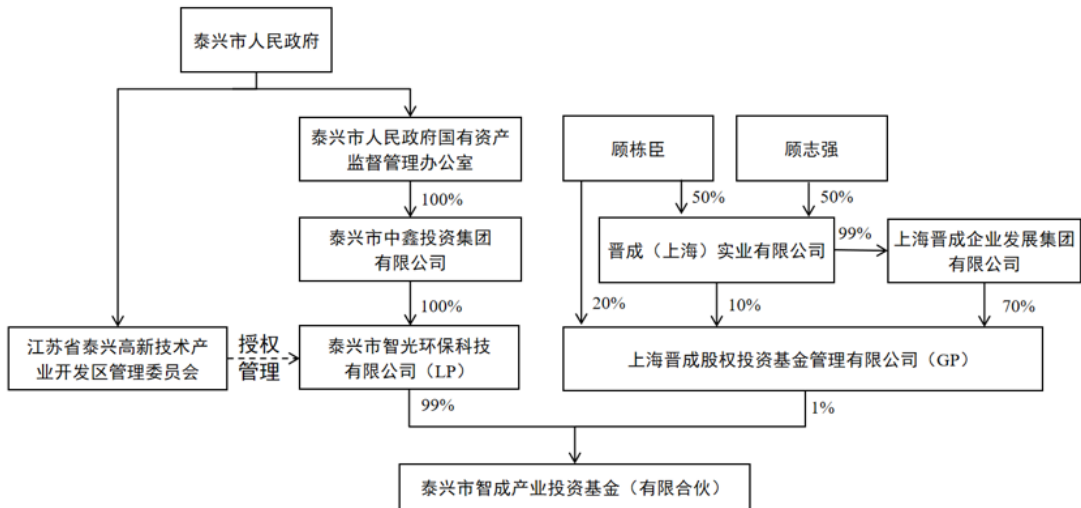 泰兴市人民政府
泰兴市人民政府国有资产
监督管理办公室
顾栋臣
顾志强
100%
50%
50%
泰兴市中鑫投资集团
有限公司
晋成（上海）实业有限公司
99%
上海晋成企业发展集团
有限公司
100%
20%
10%
70%
江苏省泰兴高新技术产
业开发区管理委员会
授权
管理
泰兴市智光环保科技
有限公司（LP）
上海晋成股权投资基金管理有限公司（GP）
99%
1%
泰兴市智成产业投资基金（有限合伙）